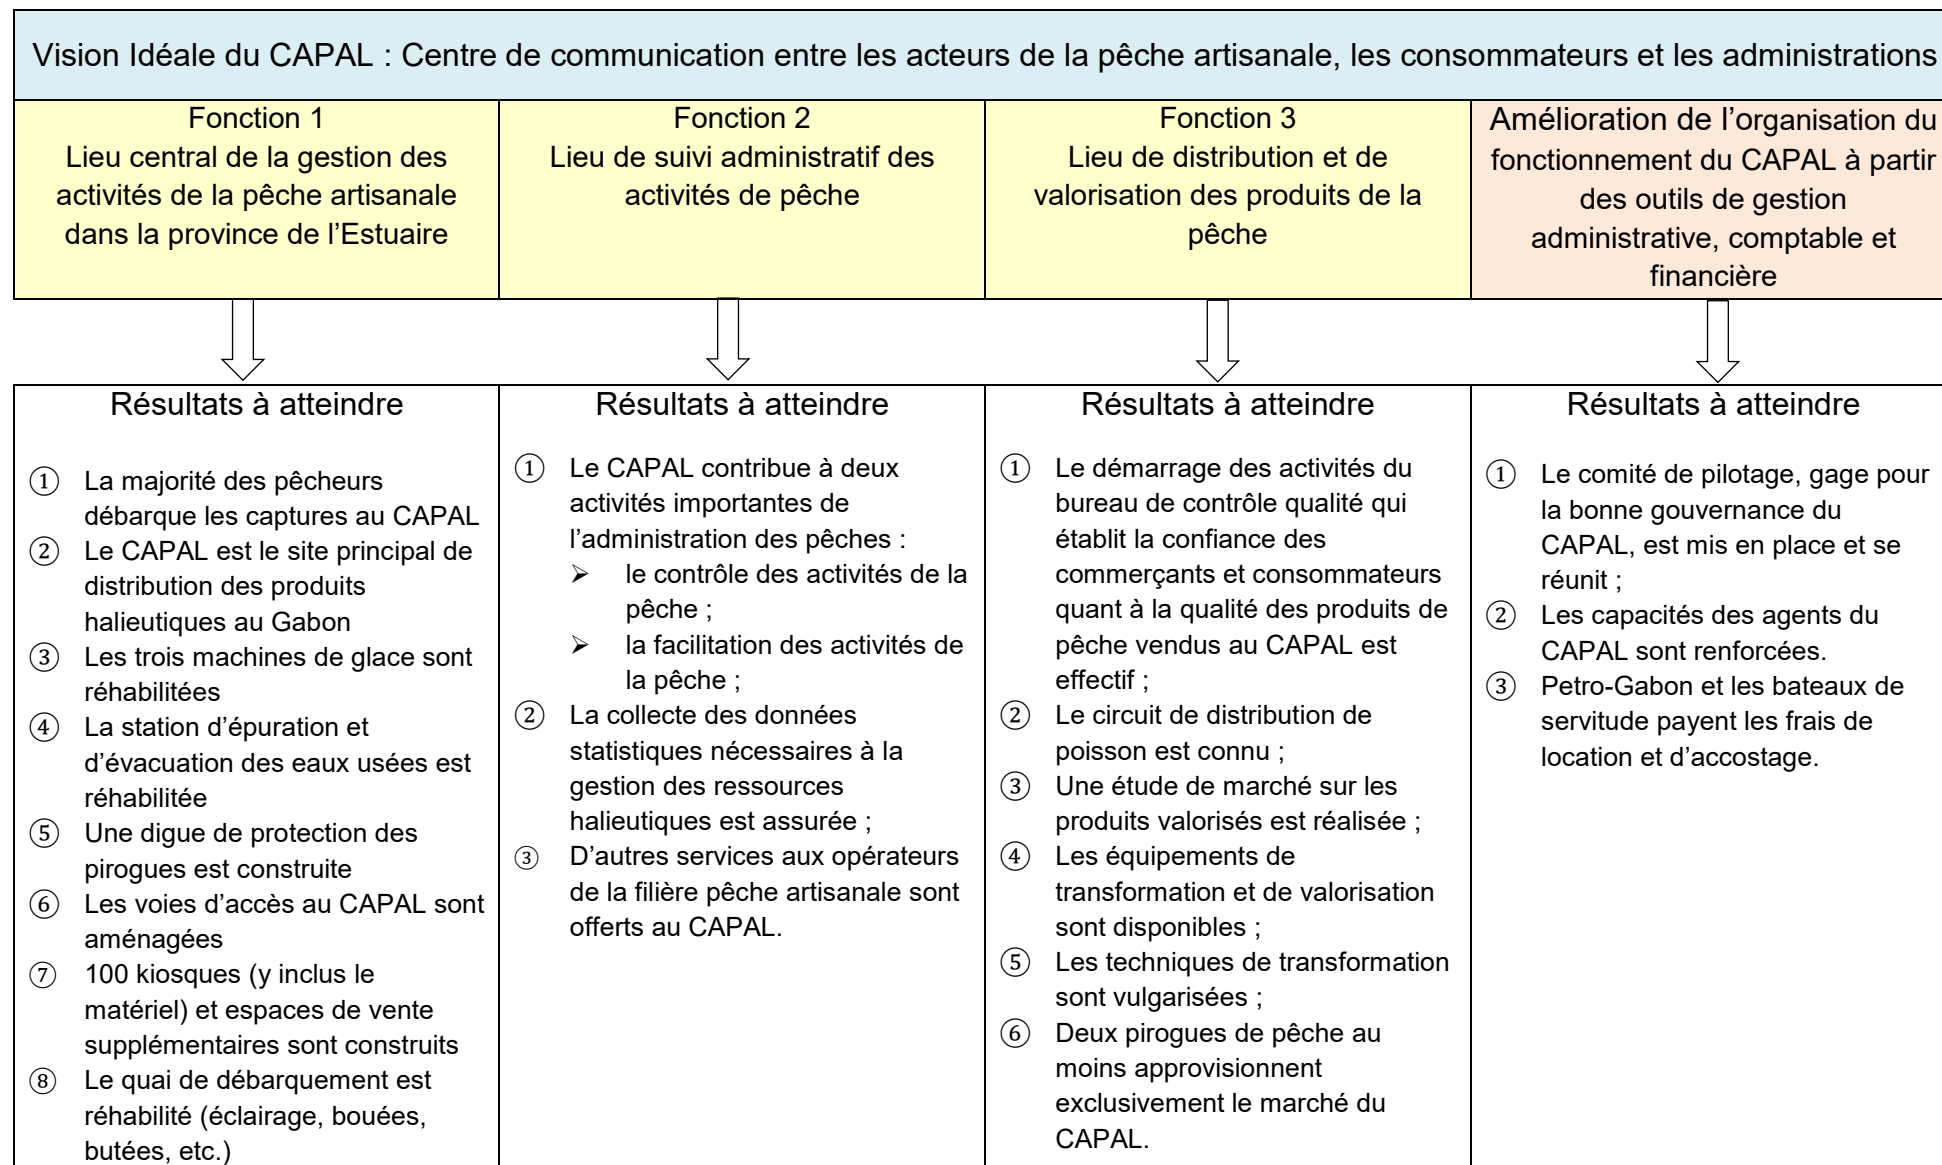 Vision Idéale du CAPAL : Centre de communication entre les acteurs de la pêche artisanale, les consommateurs et les administrations
Fonction 1
Lieu central de la gestion des
activités de la pêche artisanale
dans la province de l’Estuaire
Fonction 2
Lieu de suivi administratif des
activités de pêche
Fonction 3
Lieu de distribution et de
valorisation des produits de la
pêche
Amélioration de l’organisation du
fonctionnement du CAPAL à partir
des outils de gestion
administrative, comptable et
financière
Résultats à atteindre
① La majorité des pêcheurs
débarque les captures au CAPAL
② Le CAPAL est le site principal de
distribution des produits
halieutiques au Gabon
③ Les trois machines de glace sont
réhabilitées
④ La station d’épuration et
d’évacuation des eaux usées est
réhabilitée
⑤ Une digue de protection des
pirogues est construite
⑥ Les voies d’accès au CAPAL sont
aménagées
⑦ 100 kiosques (y inclus le
matériel) et espaces de vente
supplémentaires sont construits
⑧ Le quai de débarquement est
réhabilité (éclairage, bouées,
butées, etc.)
Résultats à atteindre
① Le CAPAL contribue à deux
activités importantes de
l’administration des pêches :
➢ le contrôle des activités de la
pêche ;
➢ la facilitation des activités de
la pêche ;
② La collecte des données
statistiques nécessaires à la
gestion des ressources
halieutiques est assurée ;
③ D’autres services aux opérateurs
de la filière pêche artisanale sont
offerts au CAPAL.
Résultats à atteindre
① Le démarrage des activités du
bureau de contrôle qualité qui
établit la confiance des
commerçants et consommateurs
quant à la qualité des produits de
pêche vendus au CAPAL est
effectif ;
② Le circuit de distribution de
poisson est connu ;
③ Une étude de marché sur les
produits valorisés est réalisée ;
④ Les équipements de
transformation et de valorisation
sont disponibles ;
⑤ Les techniques de transformation
sont vulgarisées ;
⑥ Deux pirogues de pêche au
moins approvisionnent
exclusivement le marché du
CAPAL.
Résultats à atteindre
① Le comité de pilotage, gage pour
la bonne gouvernance du
CAPAL, est mis en place et se
réunit ;
② Les capacités des agents du
CAPAL sont renforcées.
③ Petro-Gabon et les bateaux de
servitude payent les frais de
location et d’accostage.